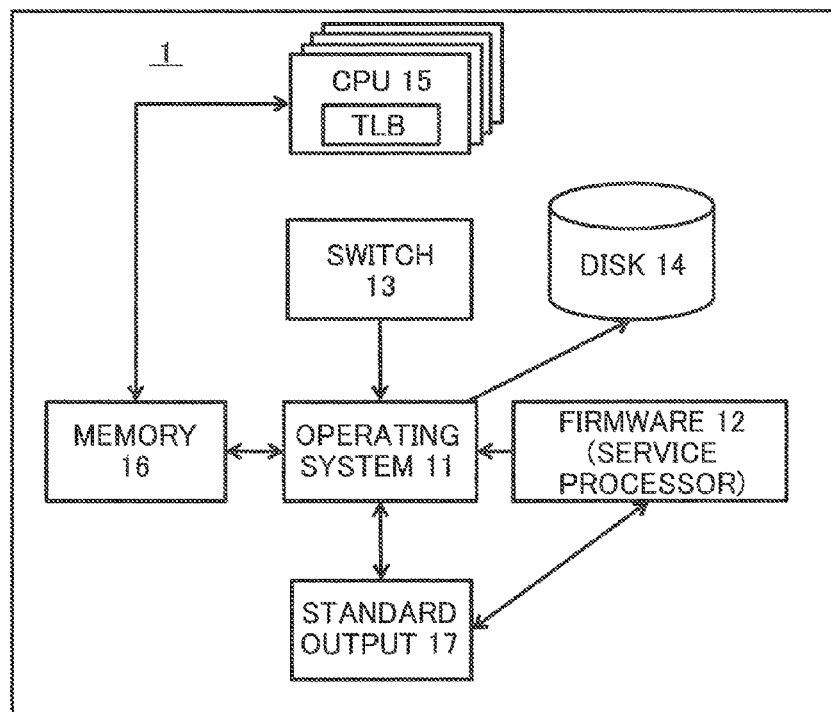 1
CPU 15
TLB
SWITCH
13
DISK 14
MEMORY
16
OPERATING
SYSTEM 11
FIRMWARE 12
(SERVICE
PROCESSOR)
STANDARD
OUTPUT 17